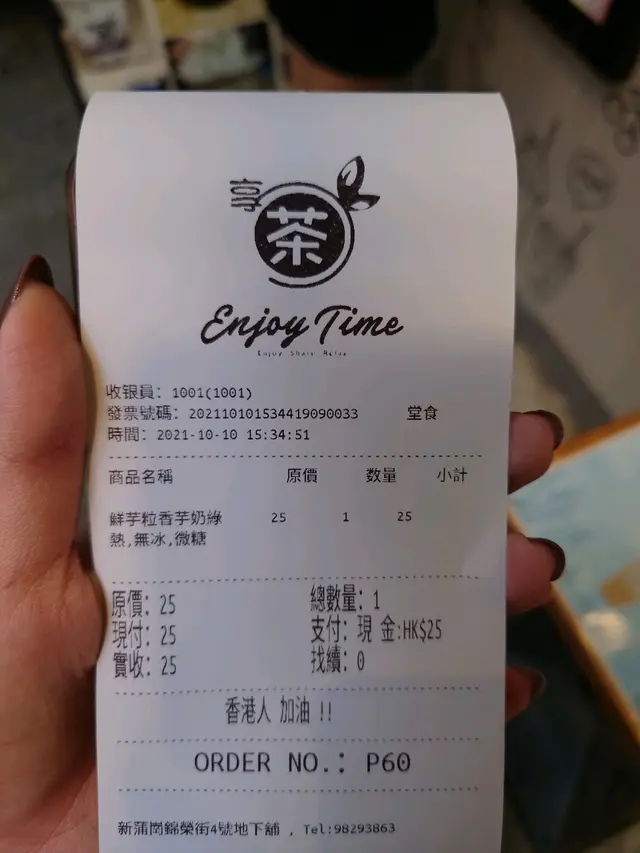 享
茶
Enjoy Time
Enjoy Share Relax
收银員: 1001(1001)
發票號碼: 202110101534419090033 堂食
時間: 2021-10-10 15:34:51
商品名稱 原價 数量 小計
鮮芋粒香芋奶綠 25 1 25
熱,無冰,微糖
原價: 25 總數量: 1
現付: 25 支付: 現 金:HK$25
實收: 25 找續: 0
香港人 加油 !!
ORDER NO.: P60
新蒲崗錦榮街4號地下舖 , Tel:98293863